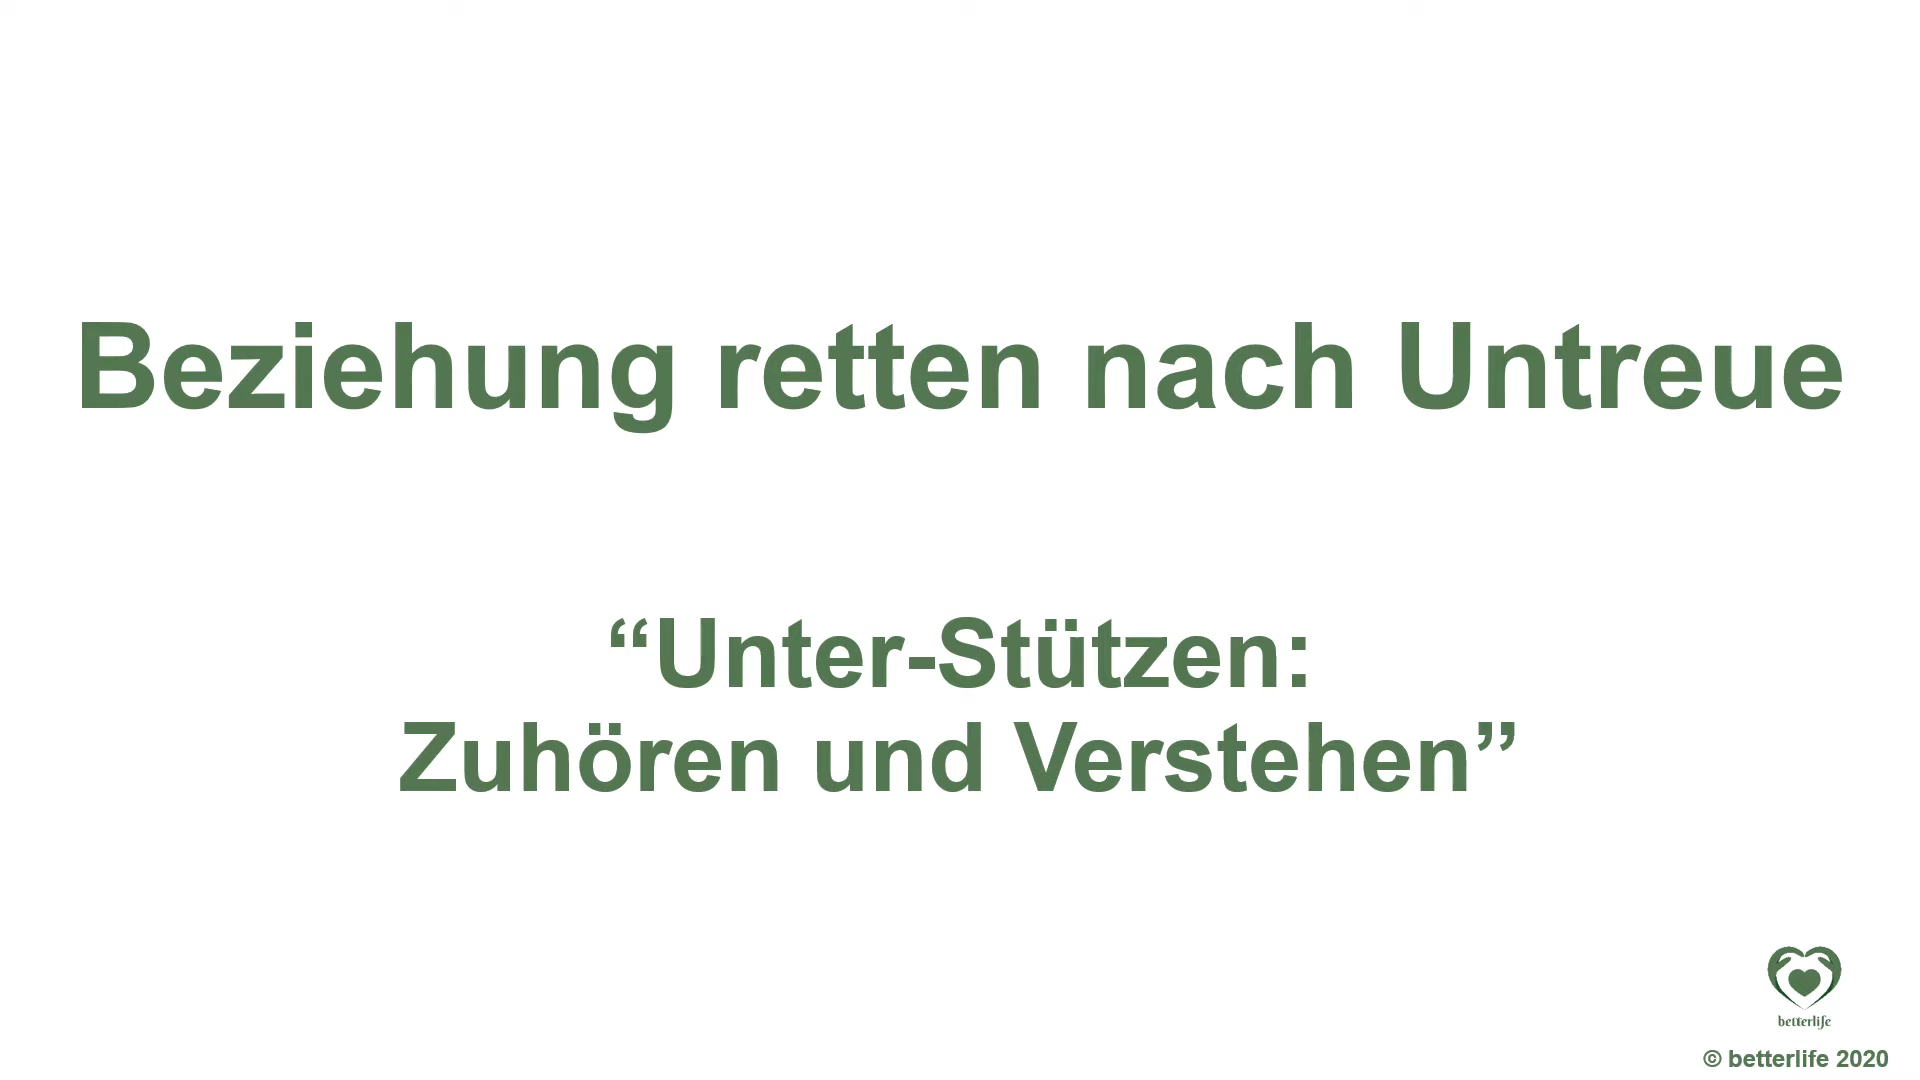 Beziehung retten nach Untreue
“Unter-Stützen:
Zuhören und Verstehen”
betterlife
© betterlife 2020